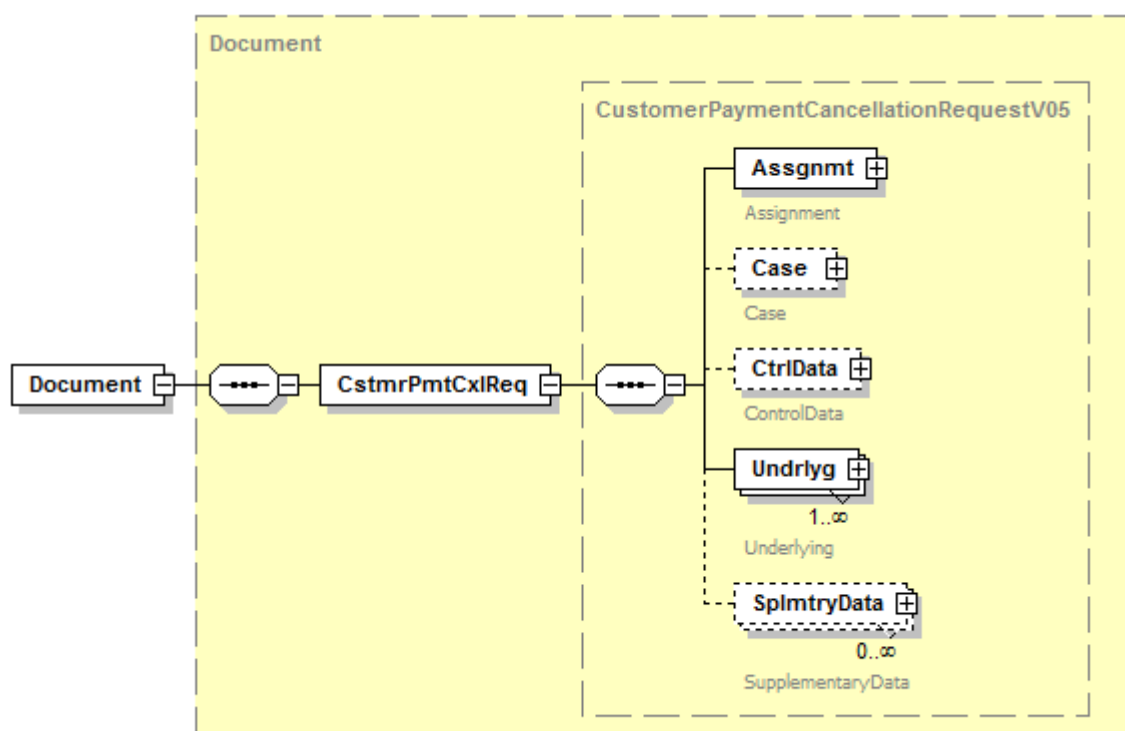 Document
CustomerPaymentCancellationRequestV05
Assgnmt
Assignment
Case
Case
Document
CstmrPmtCxlReq
CtrlData
ControlData
Undrlyg
1..∞
Underlying
SplmtryData
0..∞
SupplementaryData